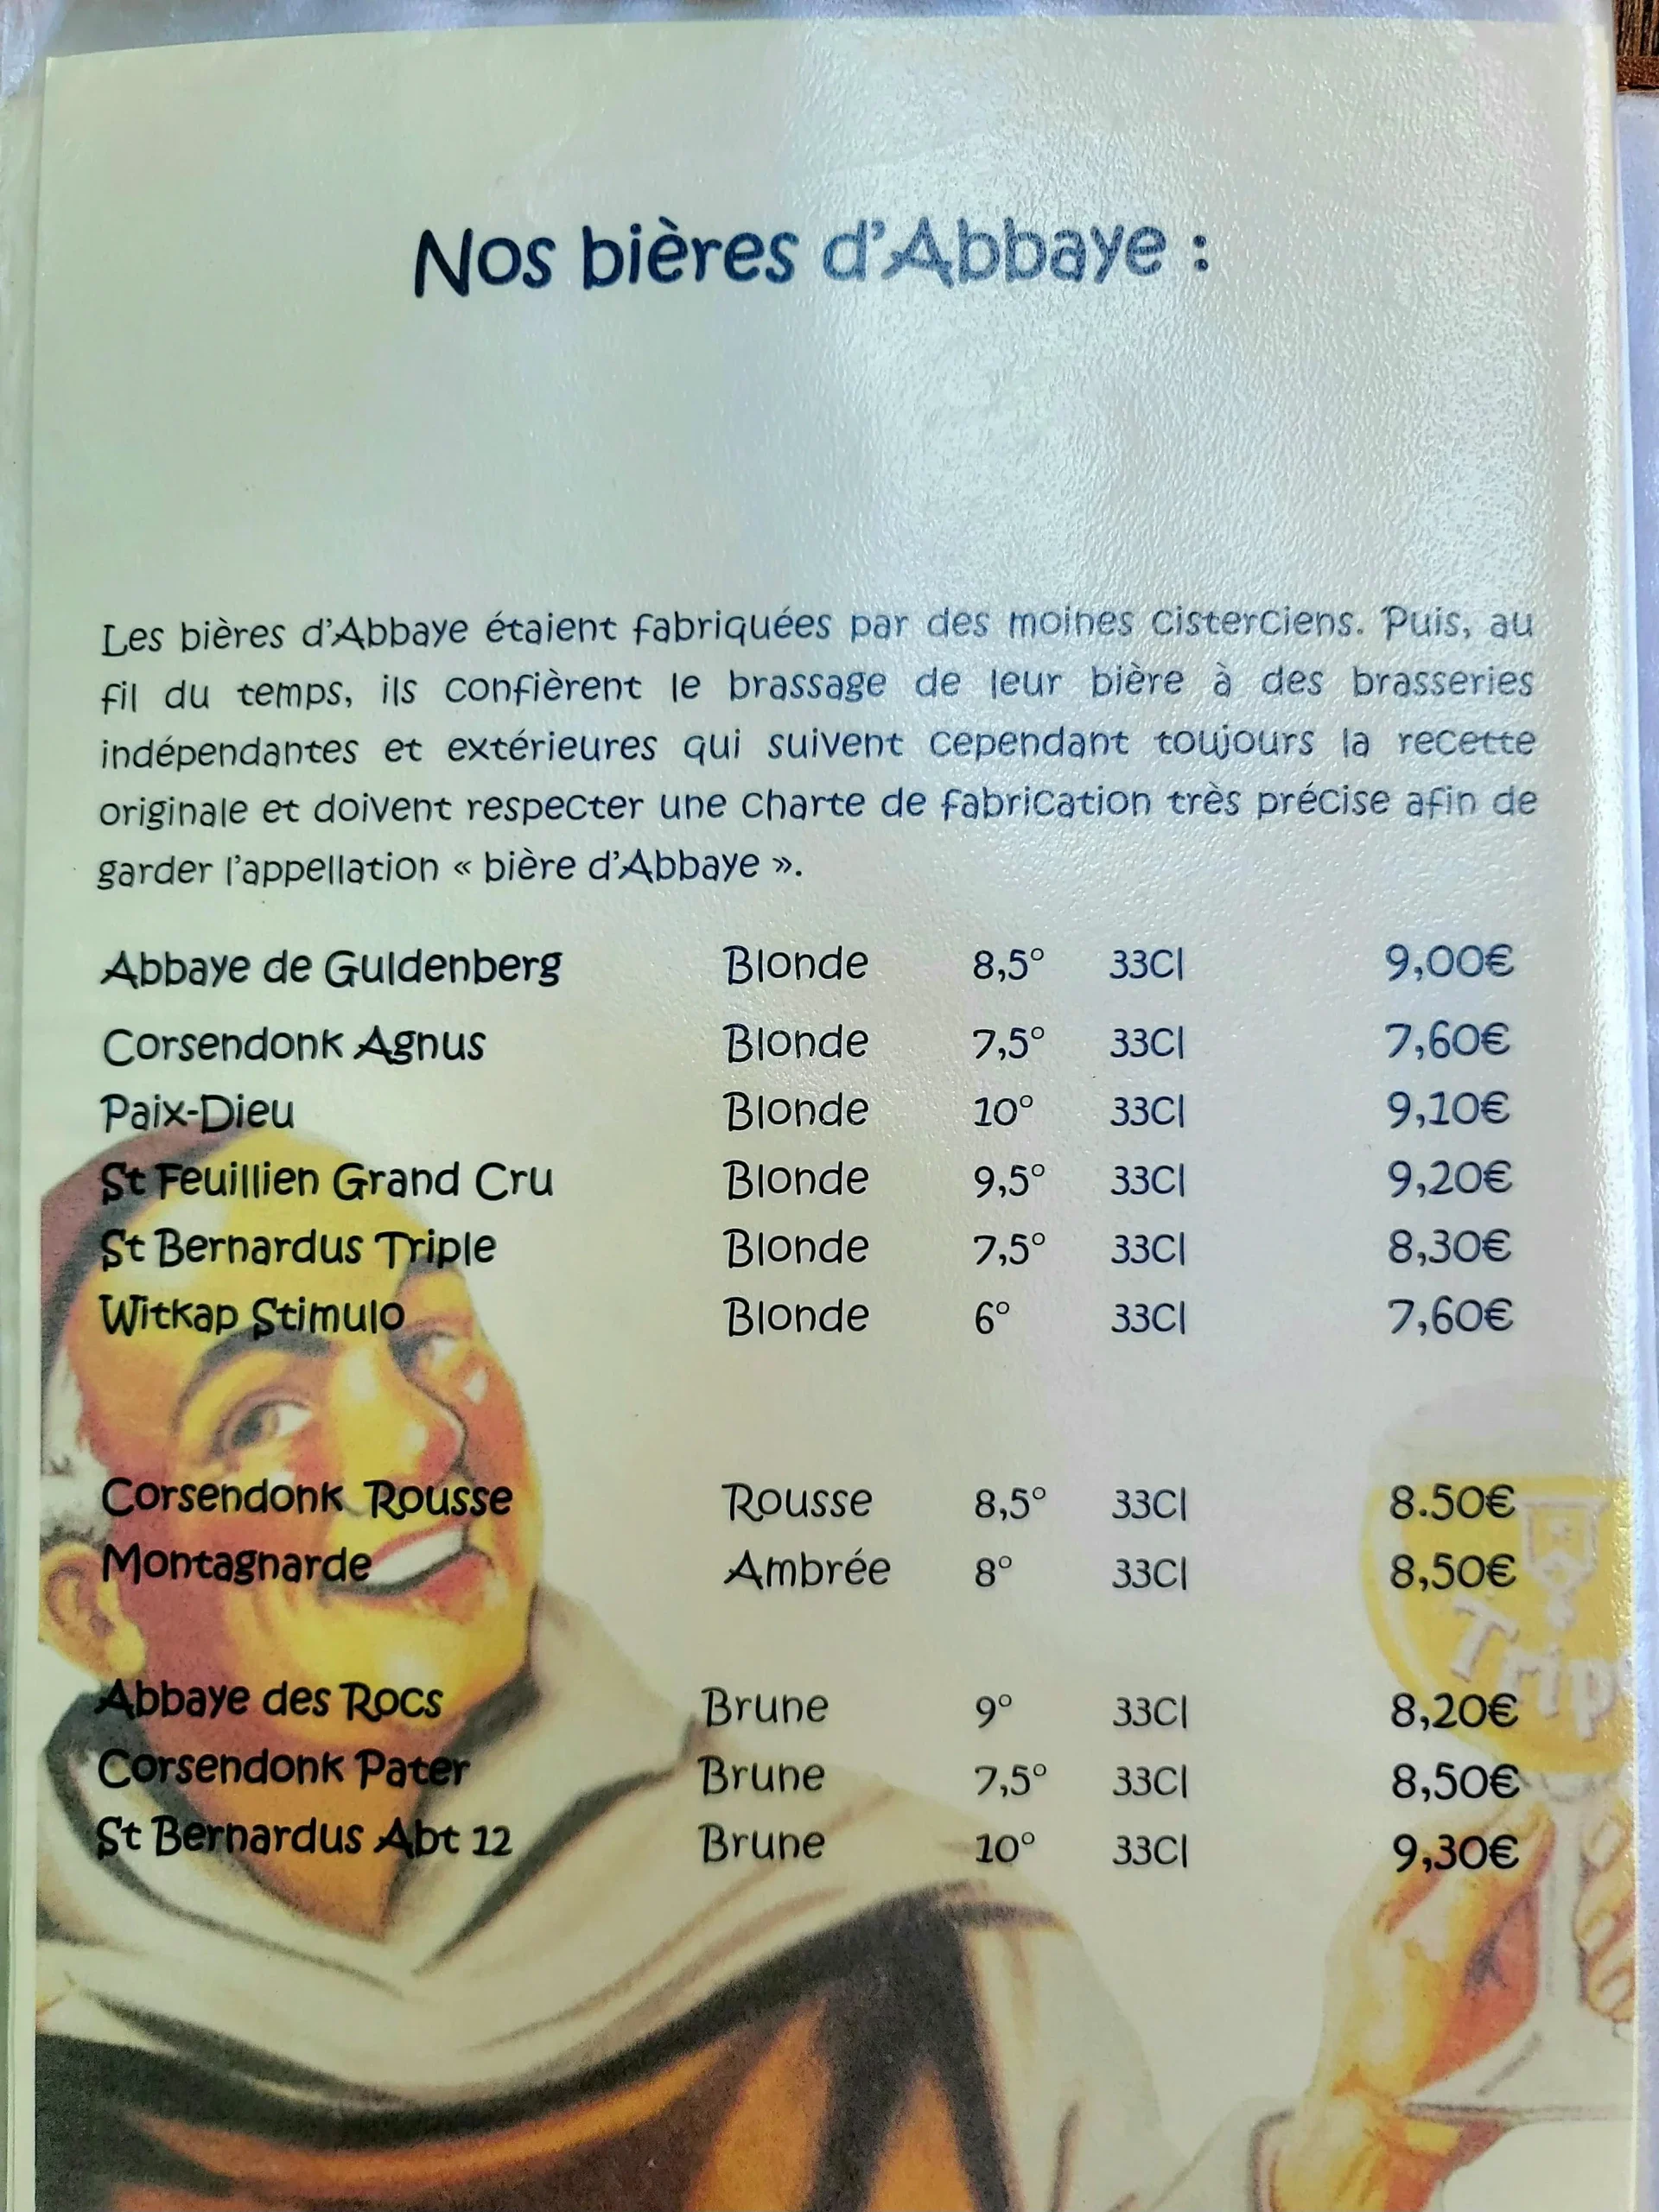 Nos bières d'Abbaye :
Les bières d'Abbaye étaient fabriquées par des moines cisterciens. Puis, au
fil du temps, ils confièrent le brassage de leur bière à des brasseries
indépendantes et extérieures qui suivent cependant toujours la recette
originale et doivent respecter une charte de fabrication très précise afin de
garder l'appellation « bière d'Abbaye ».
Abbaye de Guldenberg Blonde 8,5° 33Cl 9,00€
Corsendonk Agnus Blonde 7,5° 33Cl 7,60€
Paix-Dieu Blonde 10° 33Cl 9,10€
St Feuillien Grand Cru Blonde 9,5° 33Cl 9,20€
St Bernardus Triple Blonde 7,5° 33Cl 8,30€
Witkap Stimulo Blonde 6° 33Cl 7,60€
Corsendonk Rousse Rousse 8,5° 33Cl 8.50€
Montagnarde Ambrée 8° 33Cl 8,50€
Trip
Abbaye des Rocs Brune 9° 33Cl 8,20€
Corsendonk Pater Brune 7,5° 33Cl 8,50€
St Bernardus Abt 12 Brune 10° 33Cl 9,30€